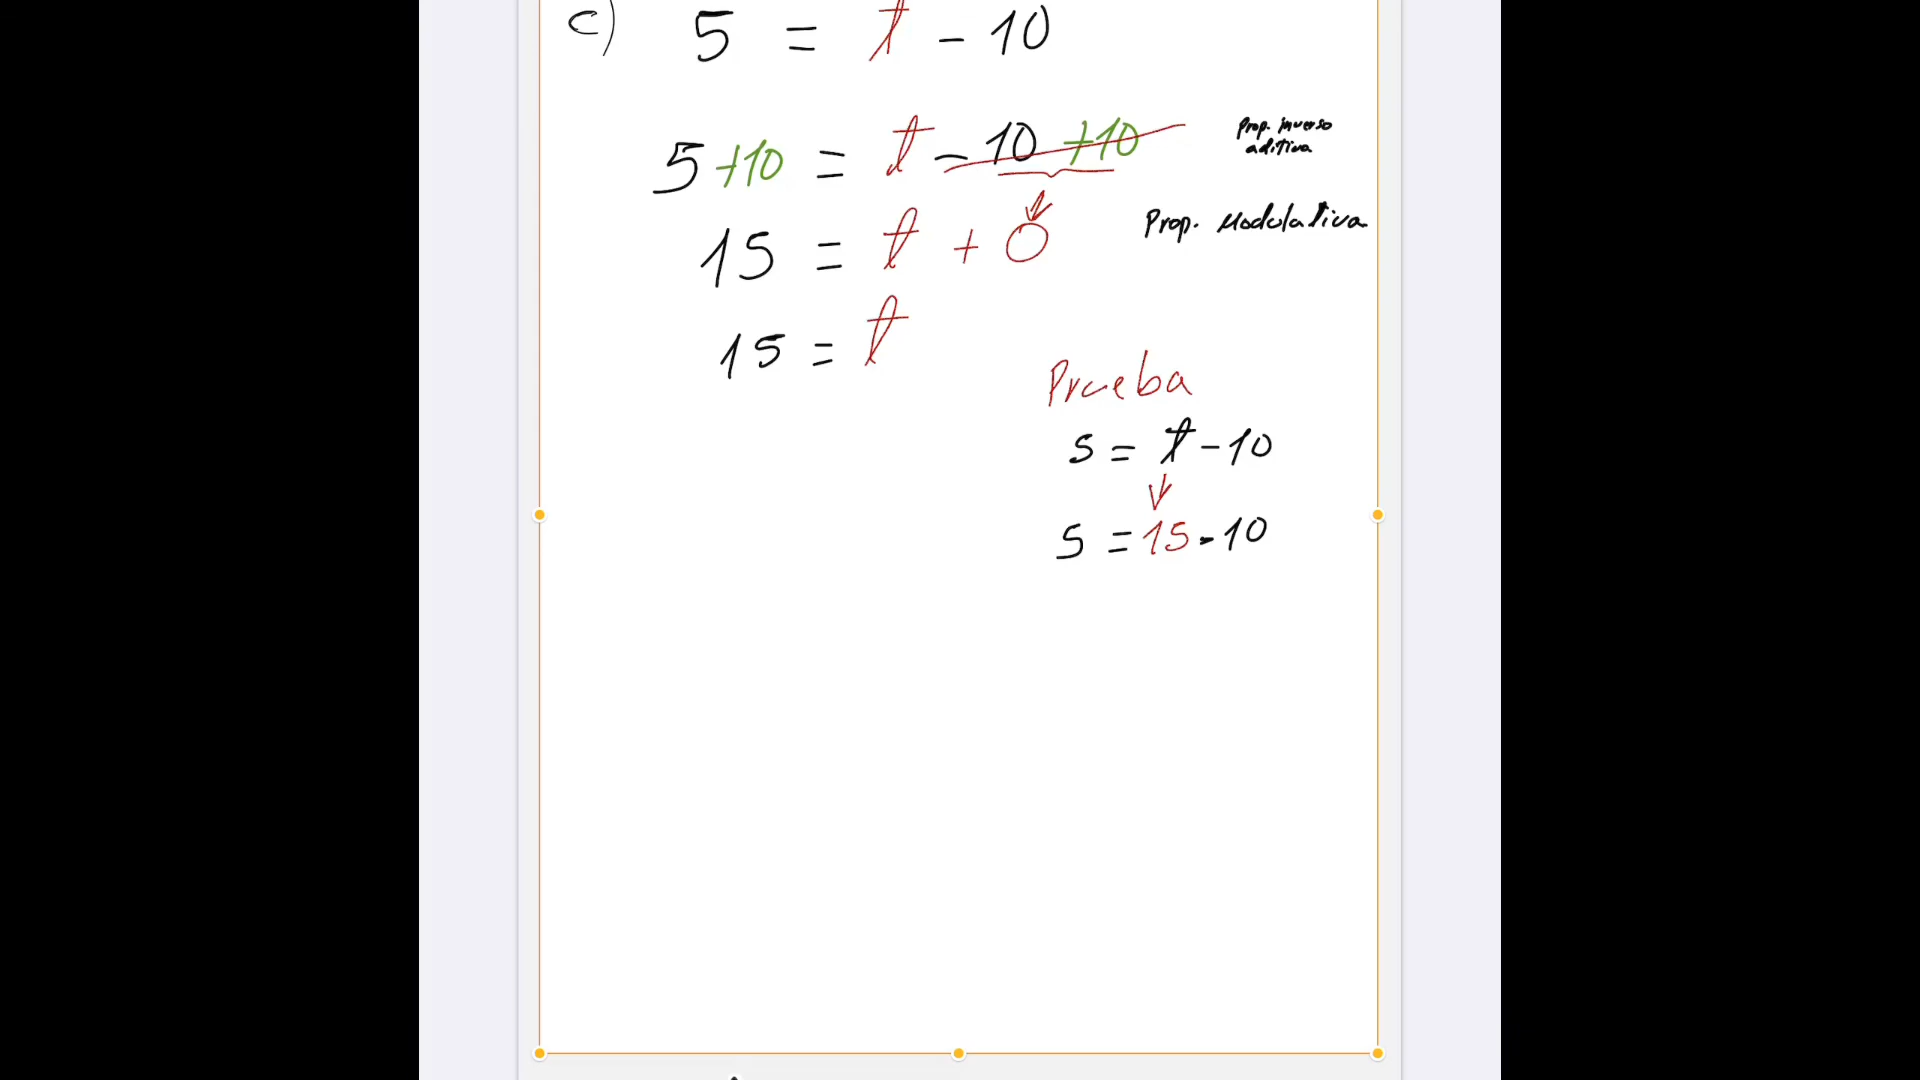 c) 5 = t - 10
5 +10 = t - 10 +10 Prop. inverso
aditiva
15 = t + 0 Prop. Modulativa
15 = t
Prueba
5 = t - 10
5 = 15 - 10